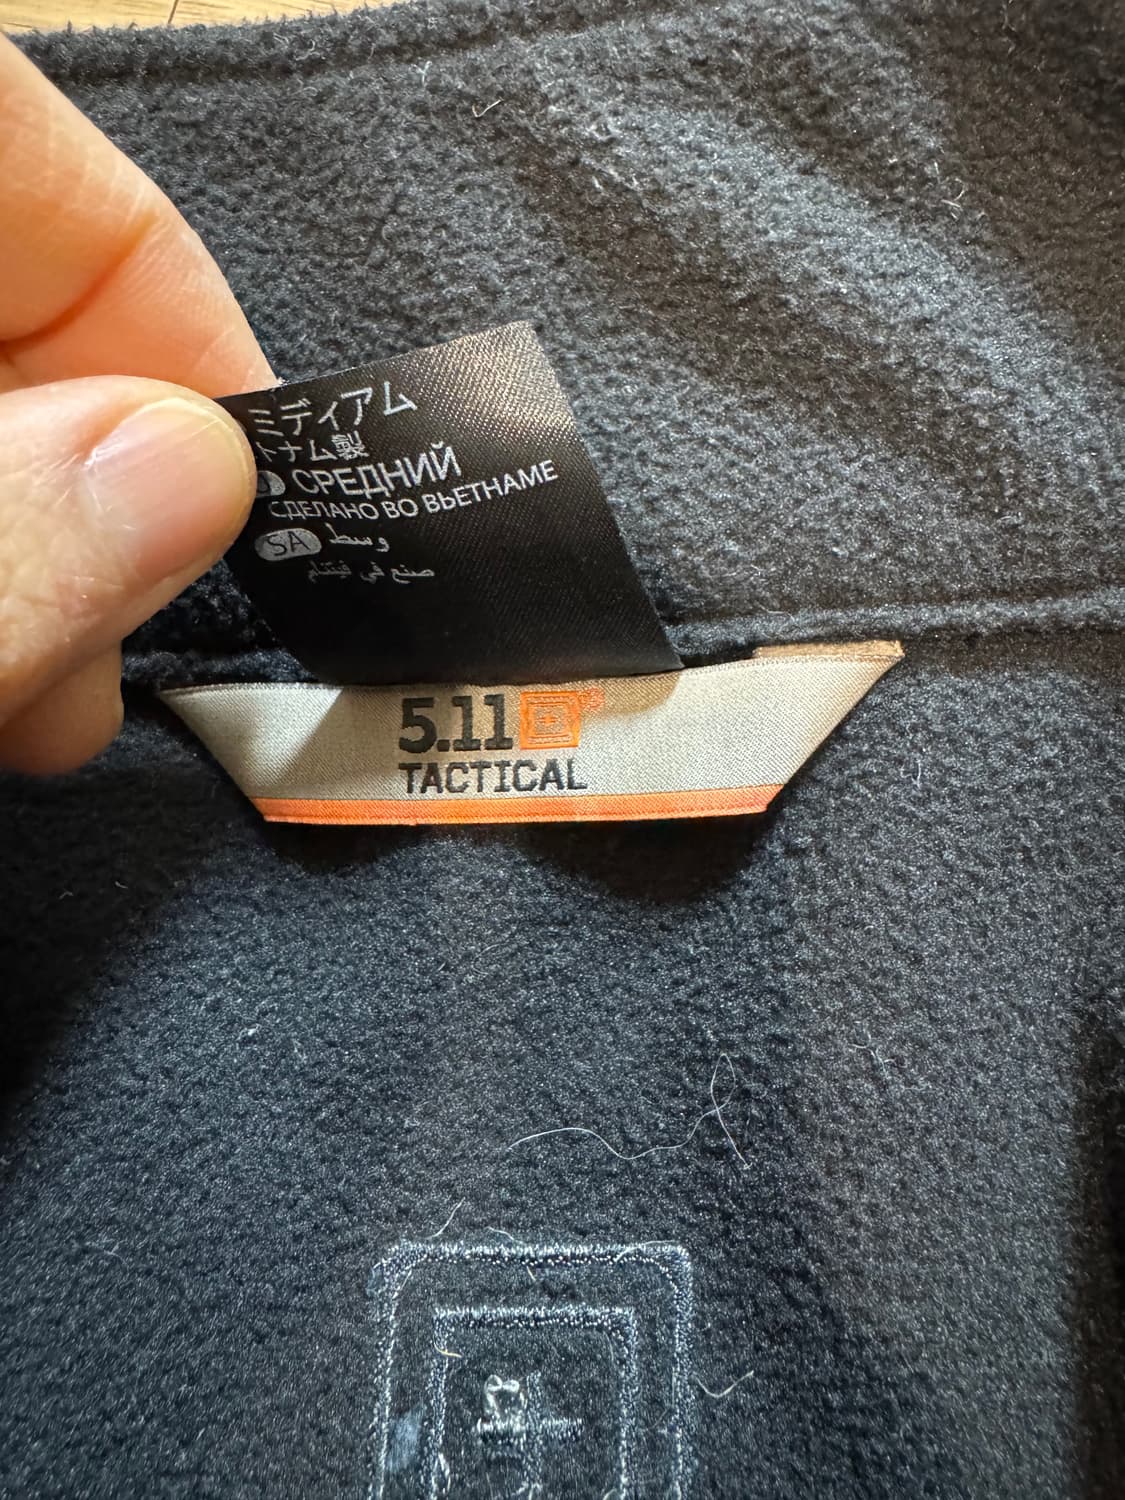 ミディアム
トナム製
СРЕДНИЙ
СДЕЛАНО ВО ВЬЕТНАМЕ
SA وسط
صنع في فيتنام
5.11®
TACTICAL